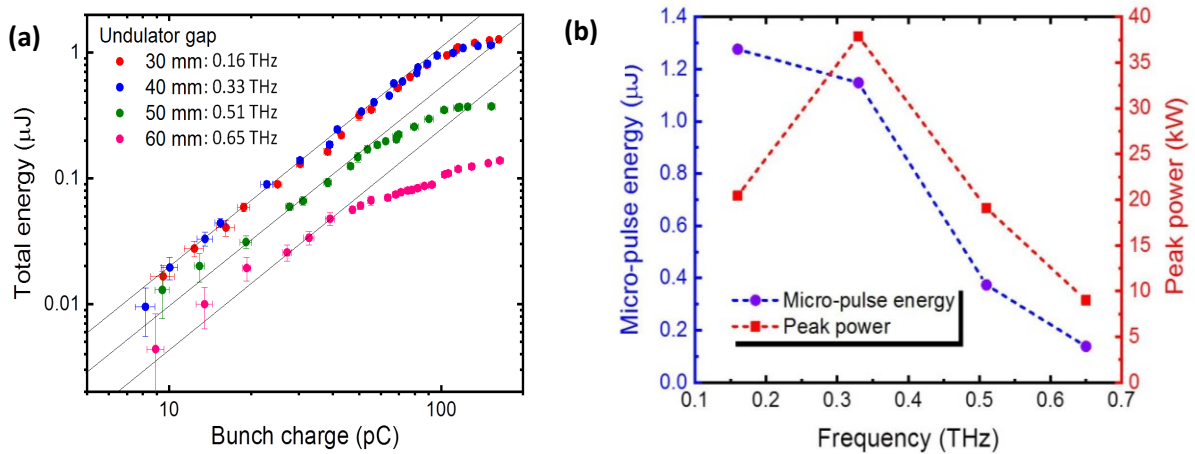 (a)
Undulator gap
30 mm: 0.16 THz
40 mm: 0.33 THz
50 mm: 0.51 THz
60 mm: 0.65 THz
Total energy (µJ)
1
0.1
0.01
10
100
Bunch charge (pC)
(b)
Micro-pulse energy (µJ)
1.4
1.2
1.0
0.8
0.6
0.4
0.2
0.0
Micro-pulse energy
Peak power
0.1
0.2
0.3
0.4
0.5
0.6
0.7
Frequency (THz)
40
35
30
25
20
15
10
5
0
Peak power (kW)